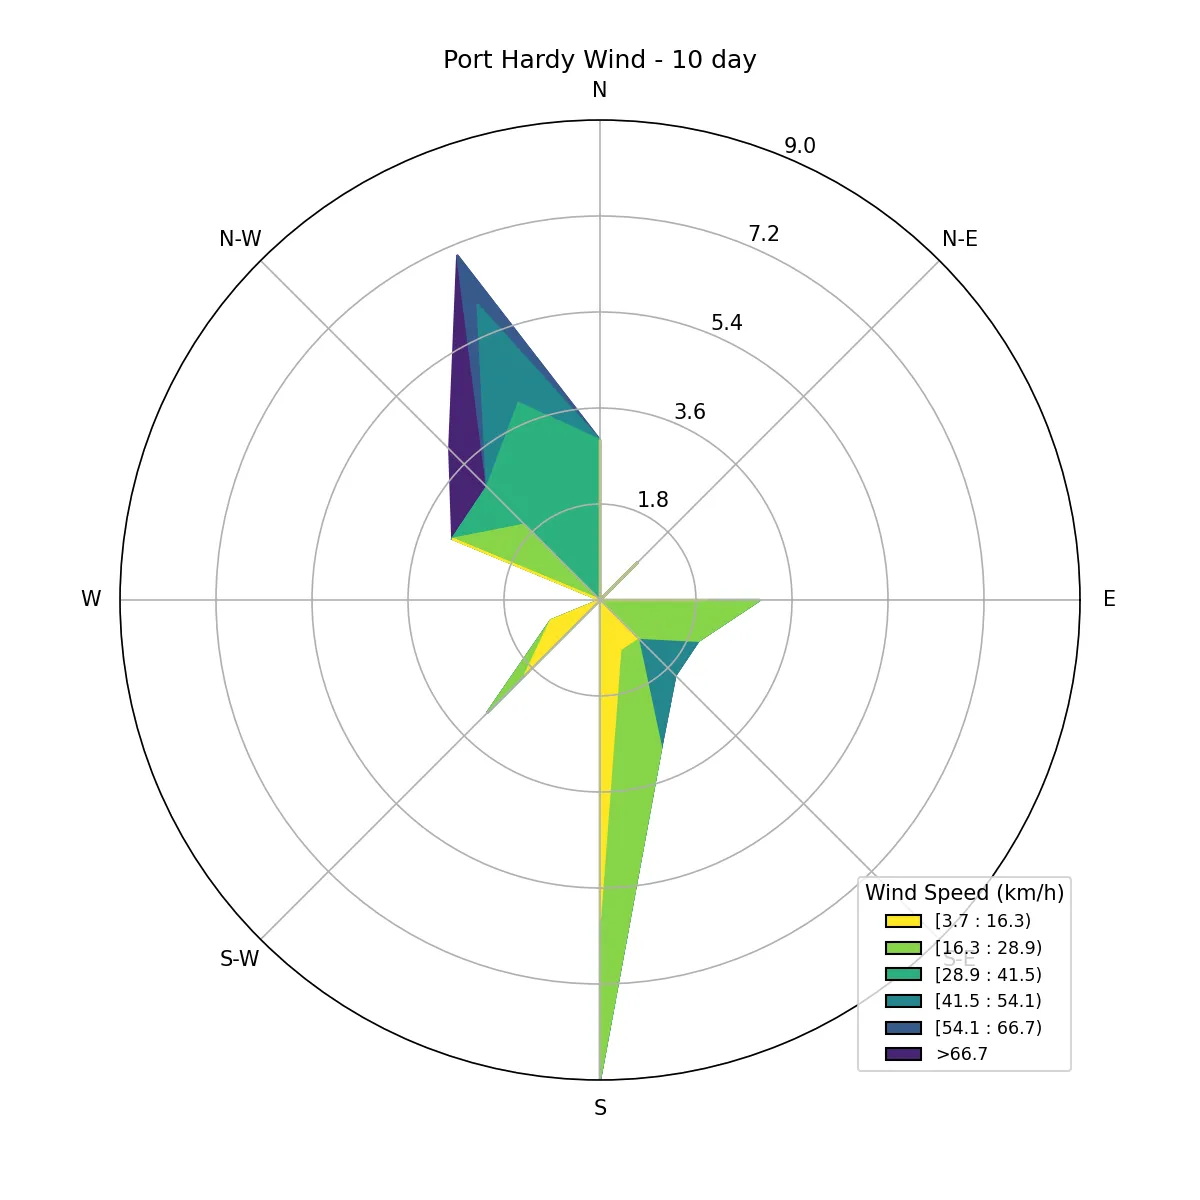 Port Hardy Wind - 10 day
N
9.0
N-W
7.2
N-E
5.4
3.6
1.8
W
E
S-W
S-E
S
Wind Speed (km/h)
[3.7 : 16.3)
[16.3 : 28.9)
[28.9 : 41.5)
[41.5 : 54.1)
[54.1 : 66.7)
>66.7